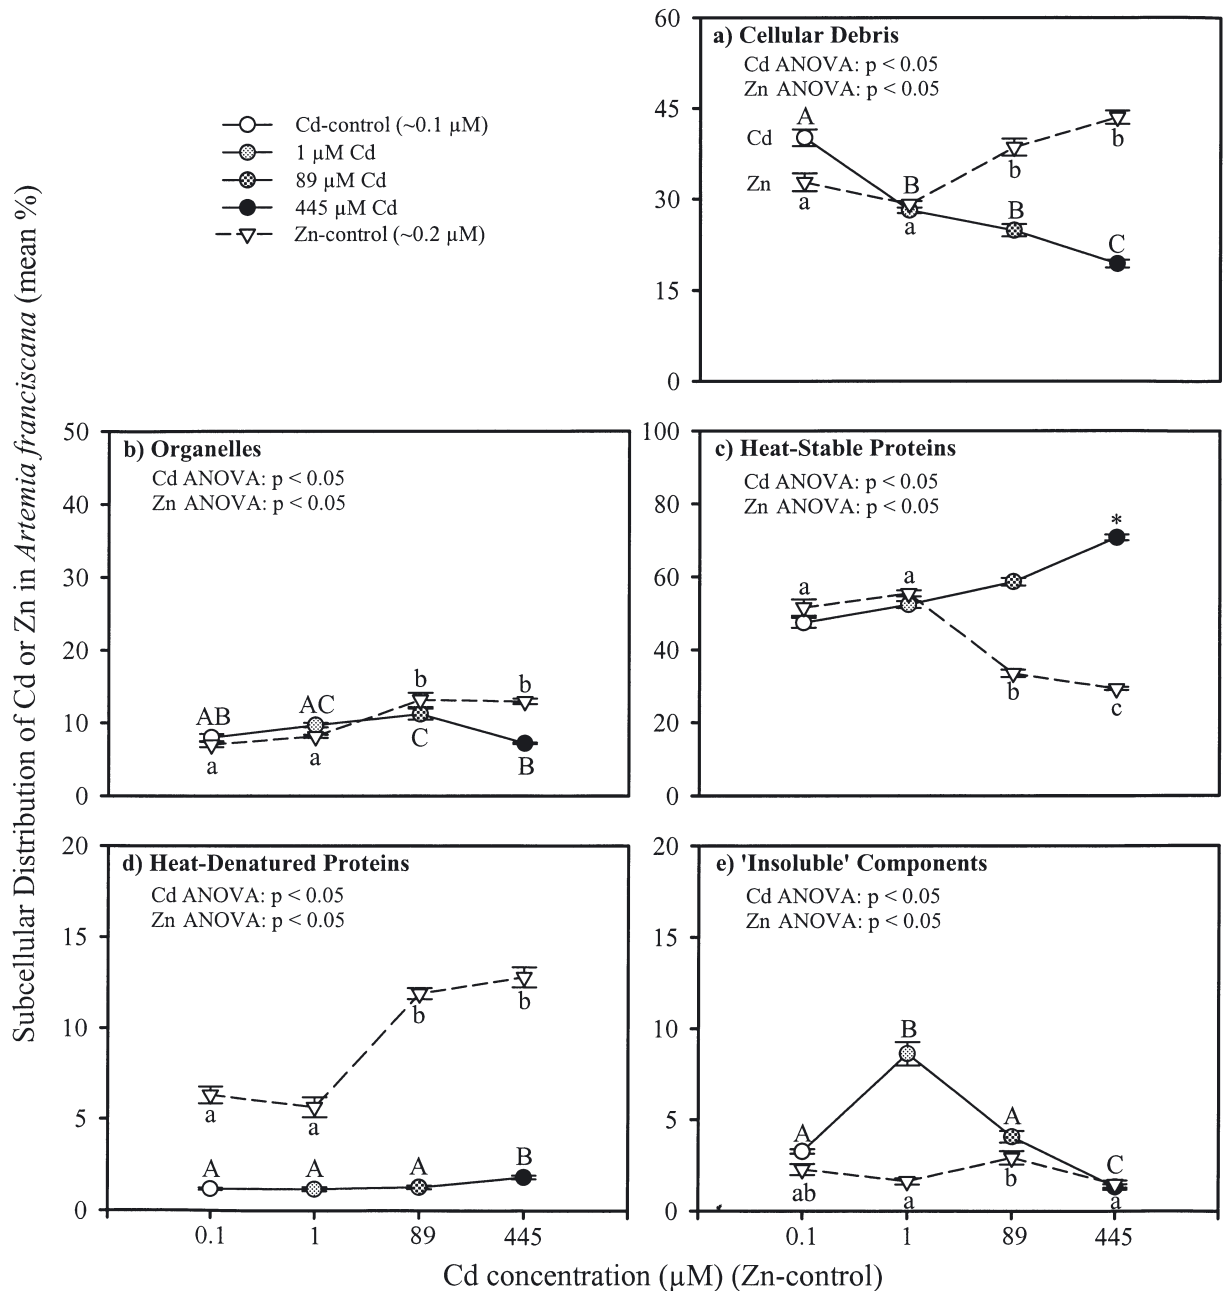 Subcellular Distribution of Cd or Zn in Artemia franciscana (mean %)
Cd-control (~0.1 µM)
1 µM Cd
89 µM Cd
445 µM Cd
Zn-control (~0.2 µM)
a) Cellular Debris
Cd ANOVA: p < 0.05
Zn ANOVA: p < 0.05
60
45
30
15
0
Cd
Zn
A
B
B
C
a
a
b
b
b) Organelles
Cd ANOVA: p < 0.05
Zn ANOVA: p < 0.05
50
40
30
20
10
0
AB
AC
C
B
a
a
b
b
c) Heat-Stable Proteins
Cd ANOVA: p < 0.05
Zn ANOVA: p < 0.05
100
80
60
40
20
0
a
a
b
c
*
d) Heat-Denatured Proteins
Cd ANOVA: p < 0.05
Zn ANOVA: p < 0.05
20
15
10
5
0
a
a
b
b
A
A
A
B
0.1
1
89
445
e) 'Insoluble' Components
Cd ANOVA: p < 0.05
Zn ANOVA: p < 0.05
20
15
10
5
0
A
B
A
C
ab
a
b
a
0.1
1
89
445
Cd concentration (µM) (Zn-control)